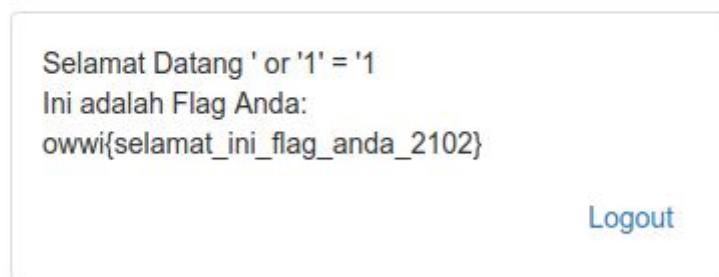 Selamat Datang ' or '1' = '1
Ini adalah Flag Anda:
owwi{selamat_ini_flag_anda_2102}
Logout